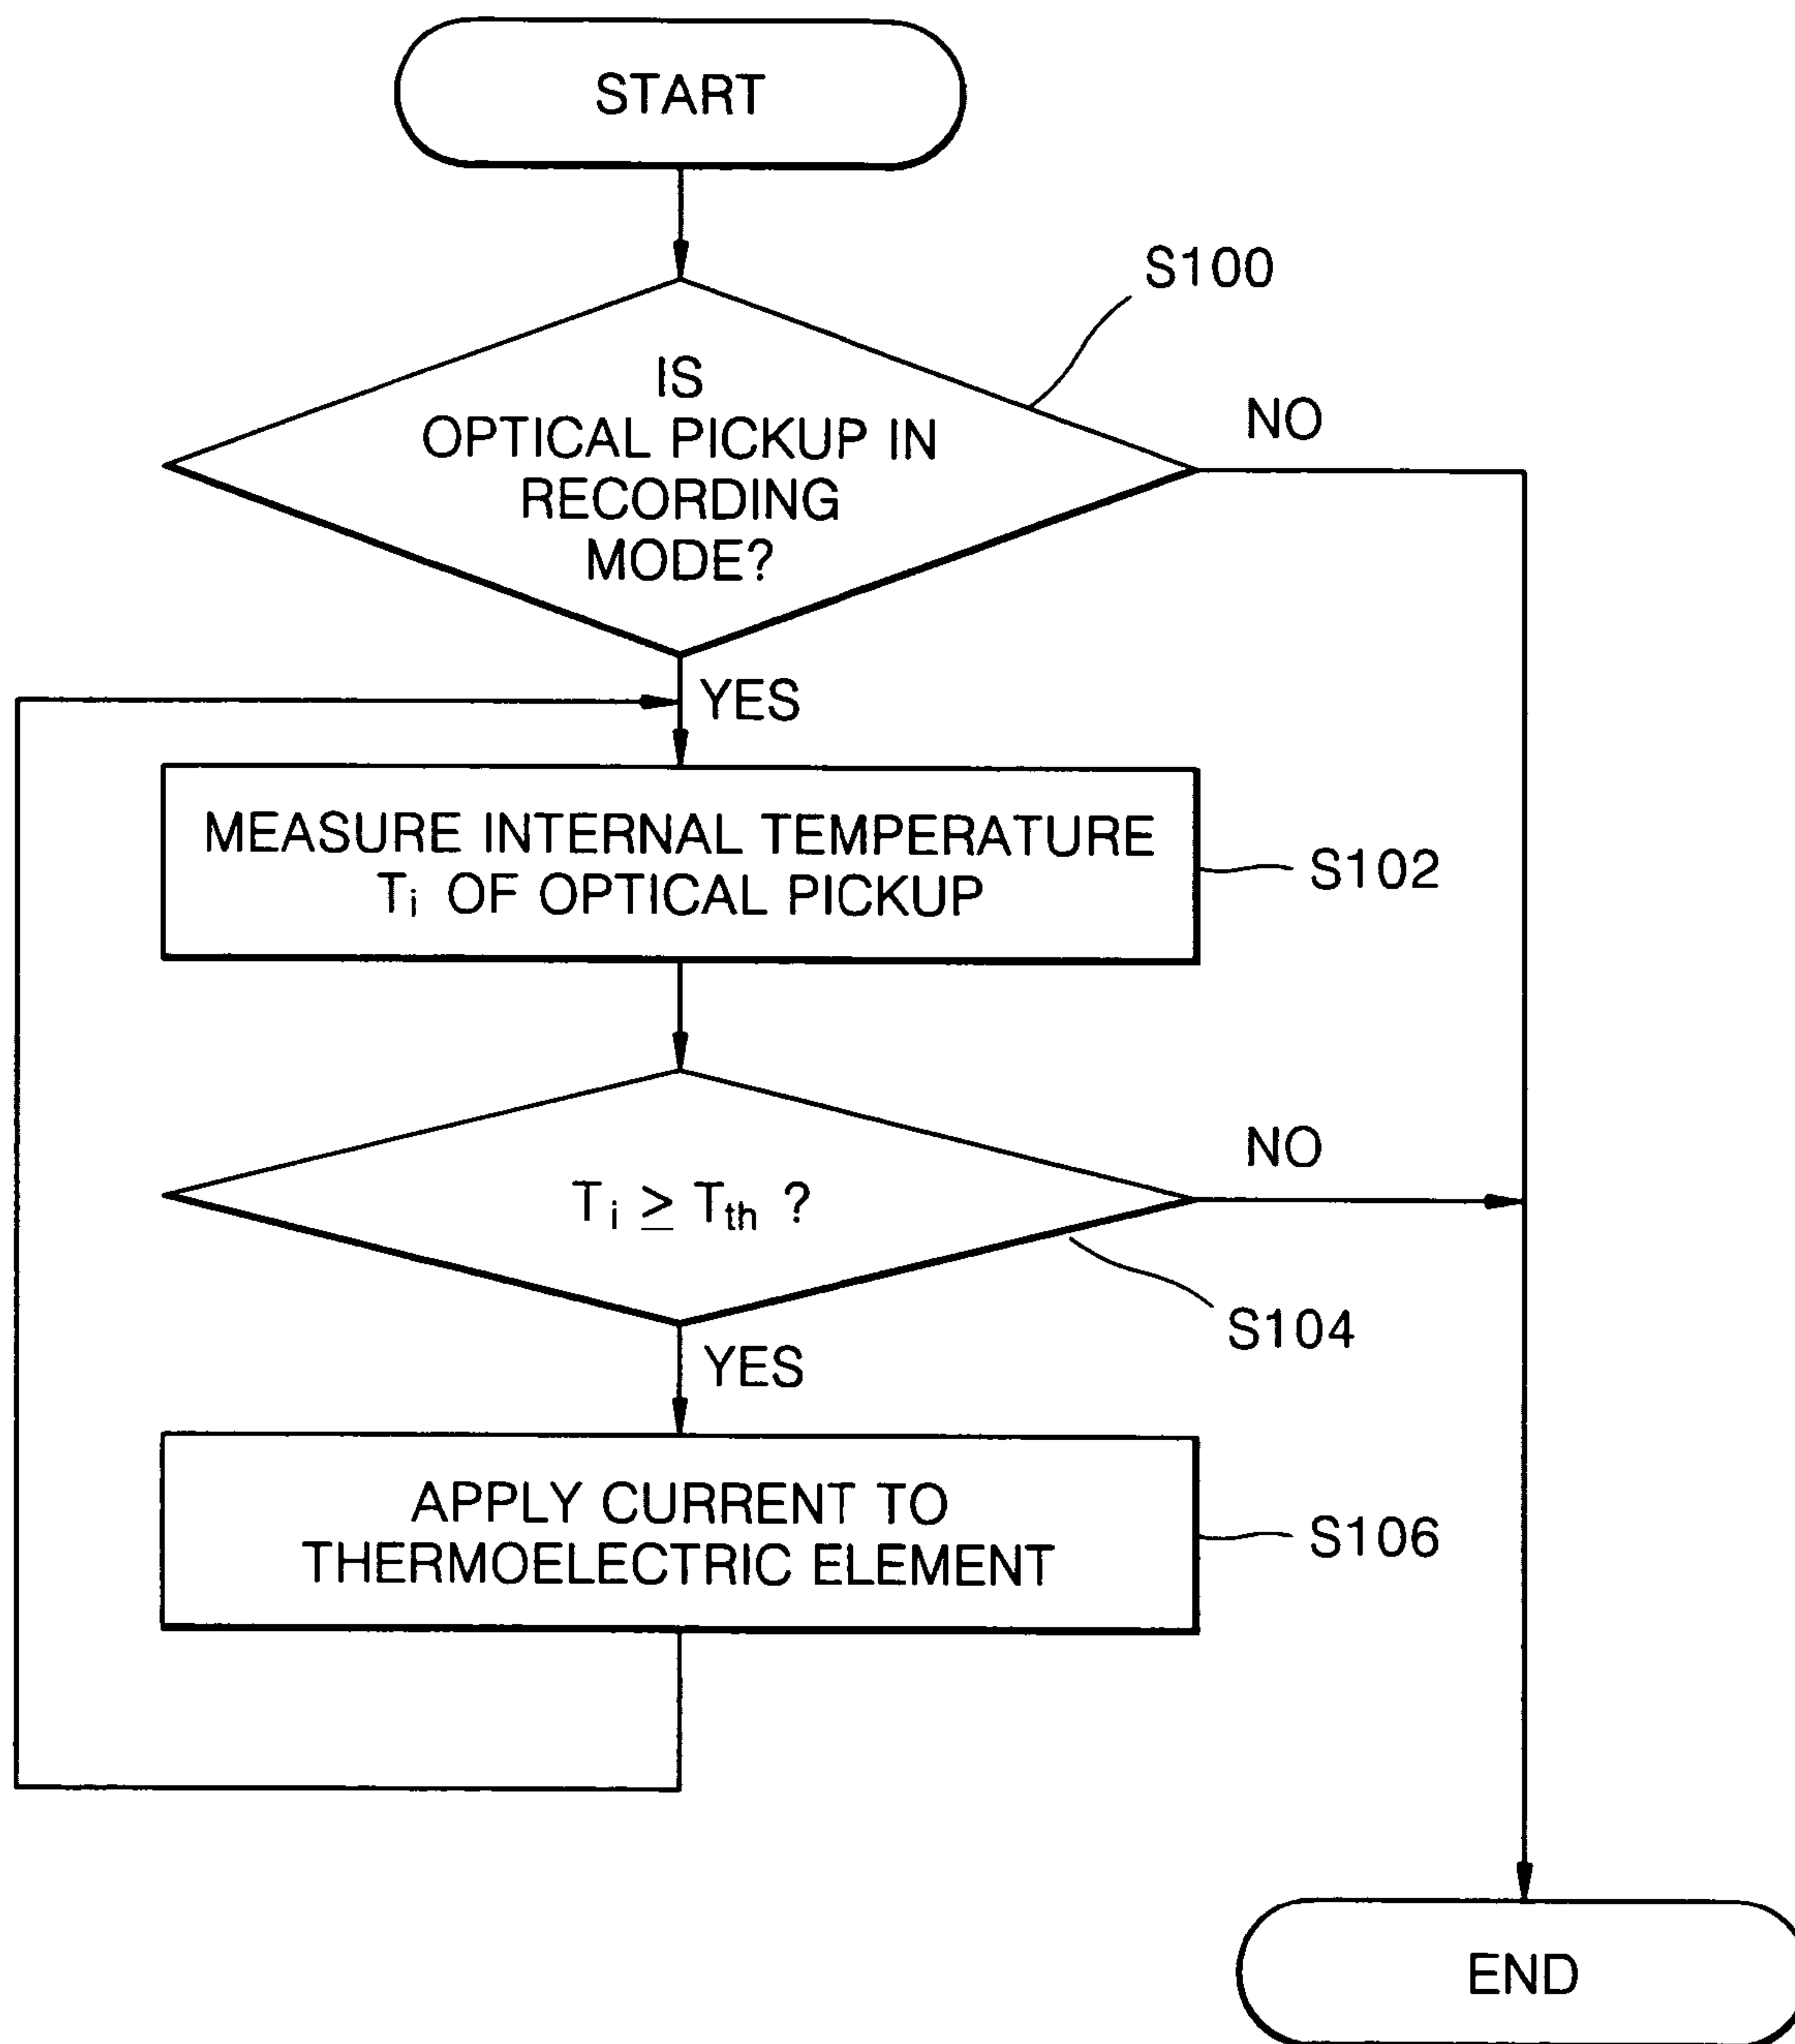 START
S100
IS
OPTICAL PICKUP IN
RECORDING
MODE?
NO
YES
MEASURE INTERNAL TEMPERATURE
Ti OF OPTICAL PICKUP
S102
Ti ≥ Tth ?
NO
S104
YES
APPLY CURRENT TO
THERMOELECTRIC ELEMENT
S106
END